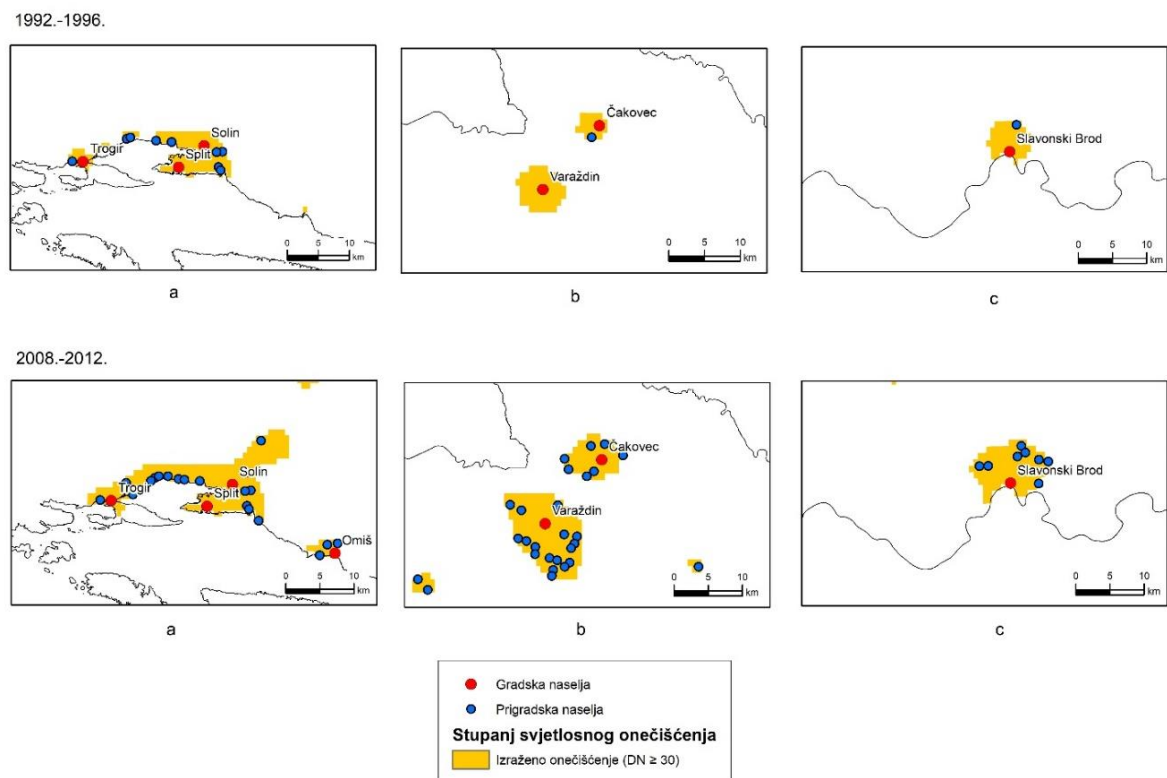 1992.-1996.
Trogir
Solin
Split
0 5 10
km
a
Čakovec
Varaždin
0 5 10
km
b
Slavonski Brod
0 5 10
km
c
2008.-2012.
Trogir
Solin
Split
Omiš
0 5 10
km
a
Čakovec
Varaždin
0 5 10
km
b
Slavonski Brod
0 5 10
km
c
Gradska naselja
Prigradska naselja
Stupanj svjetlosnog onečišćenja
Izraženo onečišćenje (DN ≥ 30)